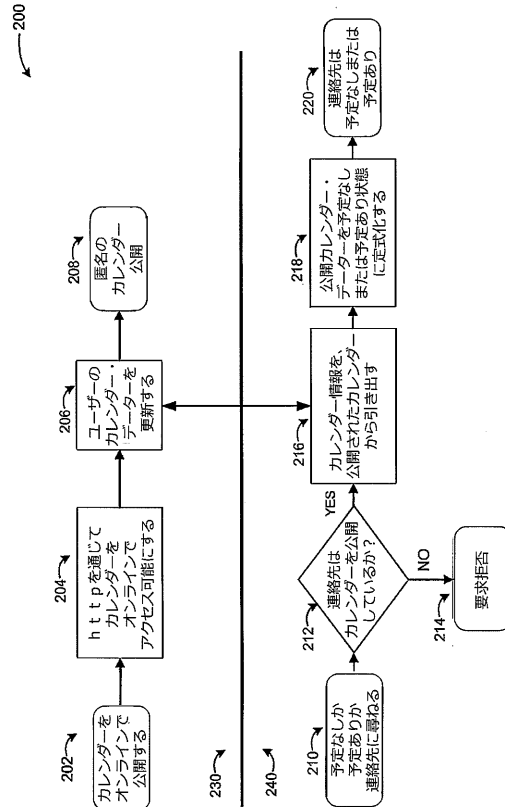 200
202
カレンダーを
オンラインで
公開する
204
httpを通じて
カレンダーを
オンラインで
アクセス可能にする
206
ユーザーの
カレンダー・
データーを
更新する
208
匿名の
カレンダー
公開
230
240
210
予定なしか
予定ありか
連絡先に尋ねる
212
連絡先は
カレンダーを公開
しているか?
YES
NO
214
要求拒否
216
カレンダー情報を、
公開されたカレンダー
から引き出す
218
公開カレンダー・
データーを予定なし
または予定あり状態
に定式化する
220
連絡先は
予定なしまたは
予定あり